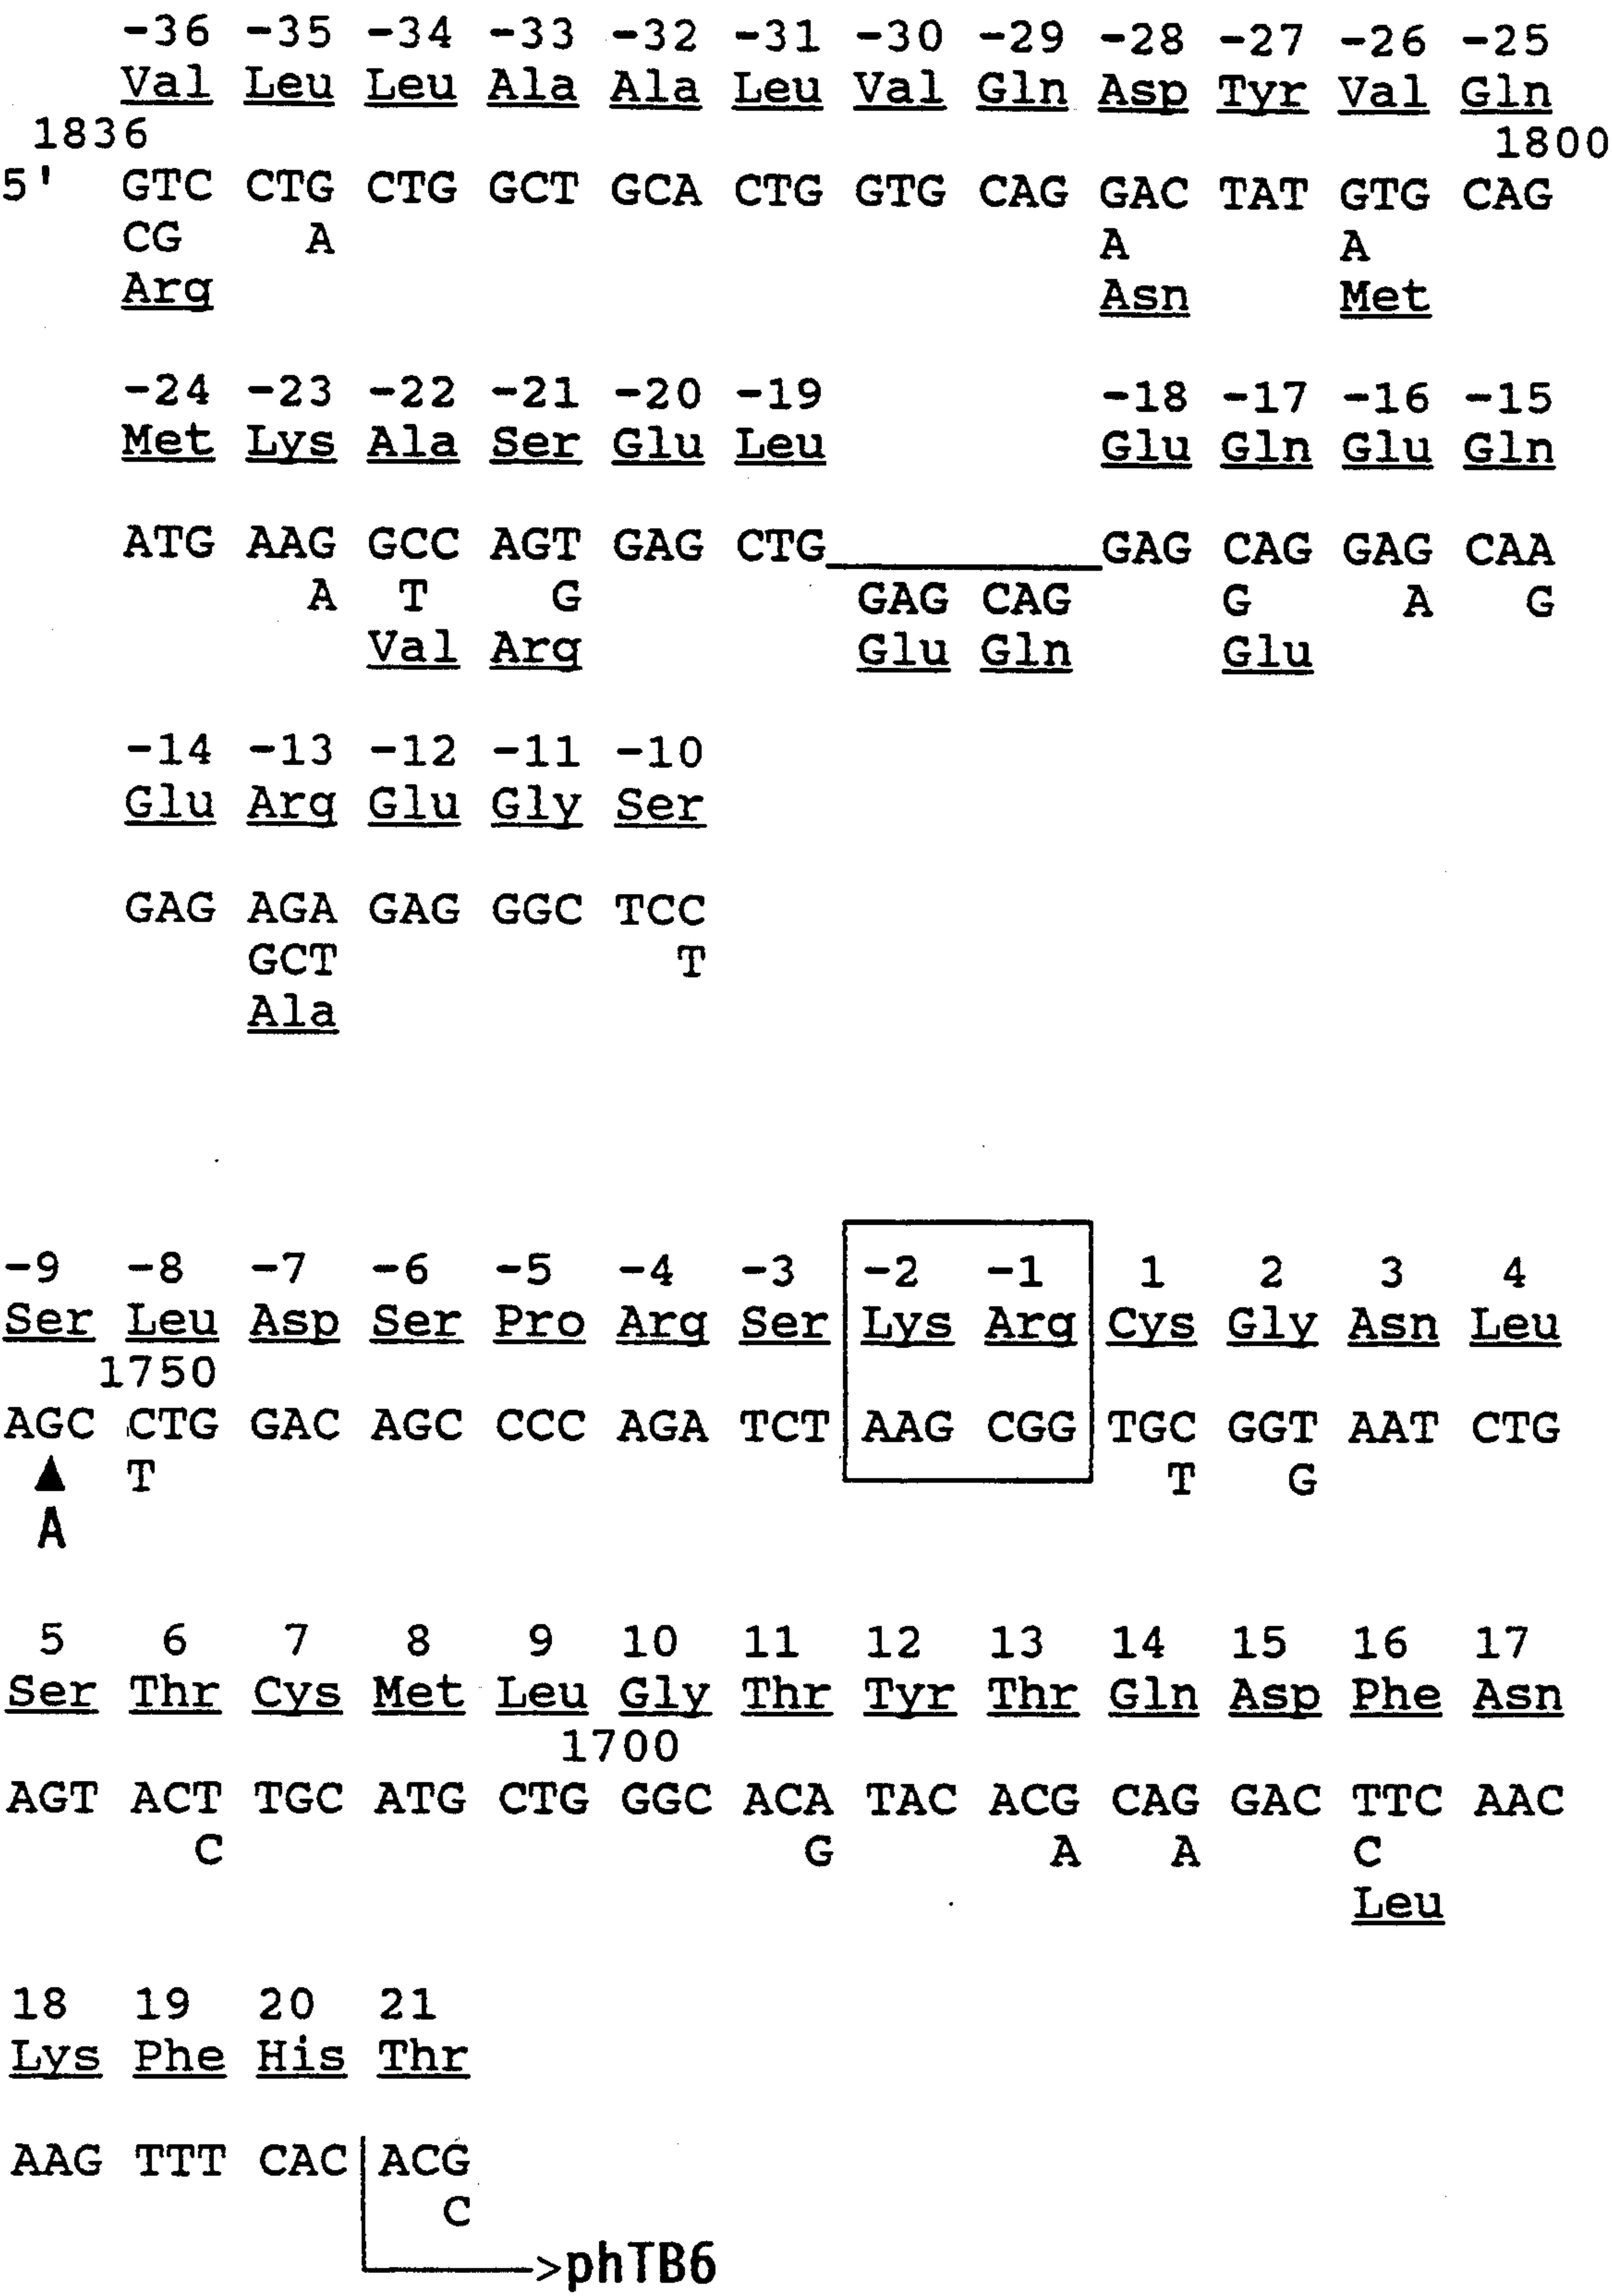 -36 -35 -34 -33 -32 -31 -30 -29 -28 -27 -26 -25
Val Leu Leu Ala Ala Leu Val Gln Asp Tyr Val Gln
1836 1800
5' GTC CTG CTG GCT GCA CTG GTG CAG GAC TAT GTG CAG
CG A A A
Arg Asn Met
-24 -23 -22 -21 -20 -19 -18 -17 -16 -15
Met Lys Ala Ser Glu Leu Glu Gln Glu Gln
ATG AAG GCC AGT GAG CTG GAG CAG GAG CAA
A T G GAG CAG G A G
Val Arg Glu Gln Glu
-14 -13 -12 -11 -10
Glu Arg Glu Gly Ser
GAG AGA GAG GGC TCC
GCT T
Ala
-9 -8 -7 -6 -5 -4 -3 -2 -1 1 2 3 4
Ser Leu Asp Ser Pro Arg Ser Lys Arg Cys Gly Asn Leu
1750
AGC CTG GAC AGC CCC AGA TCT AAG CGG TGC GGT AAT CTG
▲ T T G
A
5 6 7 8 9 10 11 12 13 14 15 16 17
Ser Thr Cys Met Leu Gly Thr Tyr Thr Gln Asp Phe Asn
1700
AGT ACT TGC ATG CTG GGC ACA TAC ACG CAG GAC TTC AAC
C G A A C
Leu
18 19 20 21
Lys Phe His Thr
AAG TTT CAC ACG
C
>phTB6